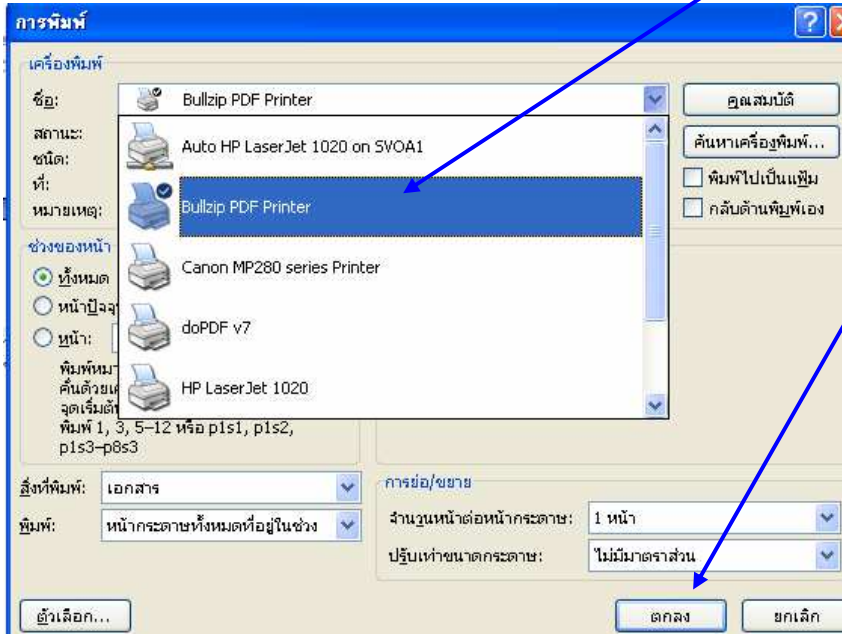 การพิมพ์
เครื่องพิมพ์
ชื่อ: Bullzip PDF Printer คุณสมบัติ
สถานะ: Auto HP LaserJet 1020 on SVOA1 ค้นหาเครื่องพิมพ์...
ชนิด:
ที่: Bullzip PDF Printer พิมพ์ไปเป็นแฟ้ม
หมายเหตุ: กลับด้านพิมพ์เอง
ช่วงของหน้า
ทั้งหมด Canon MP280 series Printer
หน้าปัจจุ
หน้า: doPDF v7
พิมพ์หมา
คั่นด้วยเค HP LaserJet 1020
จุดเริ่มต้น
พิมพ์ 1, 3, 5–12 หรือ p1s1, p1s2,
p1s3–p8s3
สิ่งที่พิมพ์: เอกสาร
พิมพ์: หน้ากระดาษทั้งหมดที่อยู่ในช่วง
การย่อ/ขยาย
จำนวนหน้าต่อหน้ากระดาษ: 1 หน้า
ปรับเท่าขนาดกระดาษ: ไม่มีมาตราส่วน
ตัวเลือก... ตกลง ยกเลิก